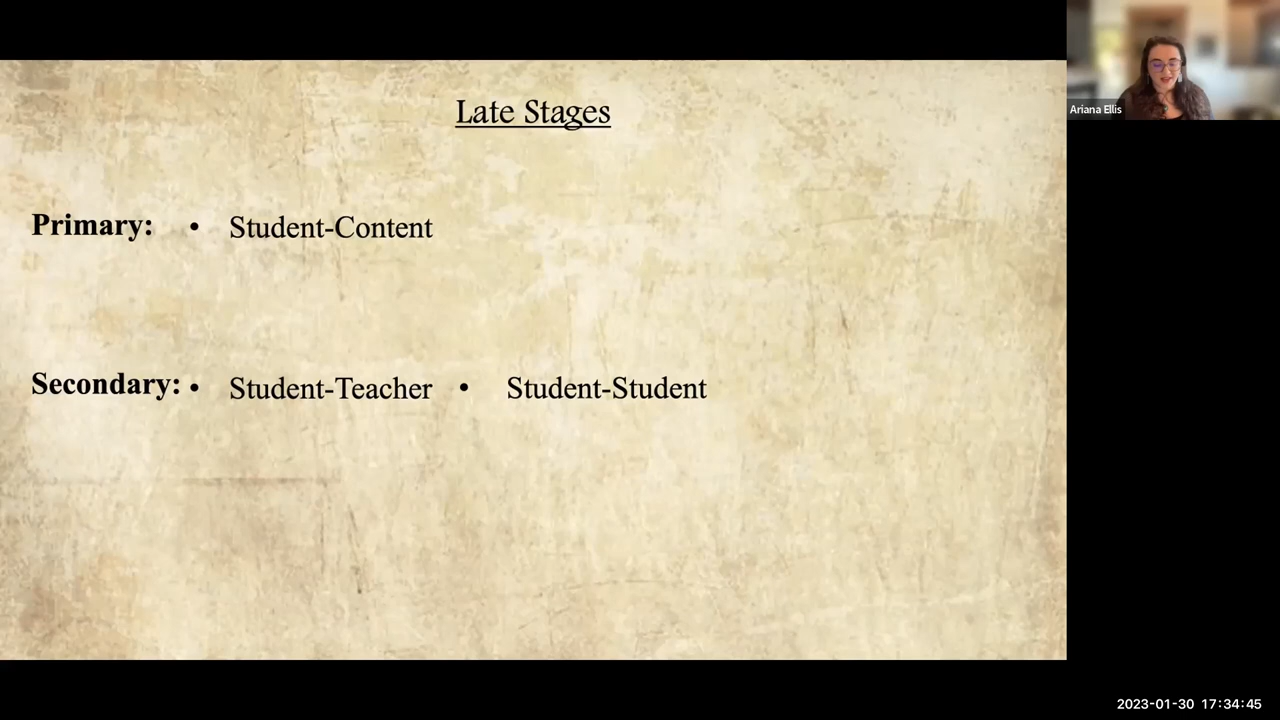 Late Stages
Primary: • Student-Content
Secondary: • Student-Teacher • Student-Student
Ariana Ellis
2023-01-30 17:34:45